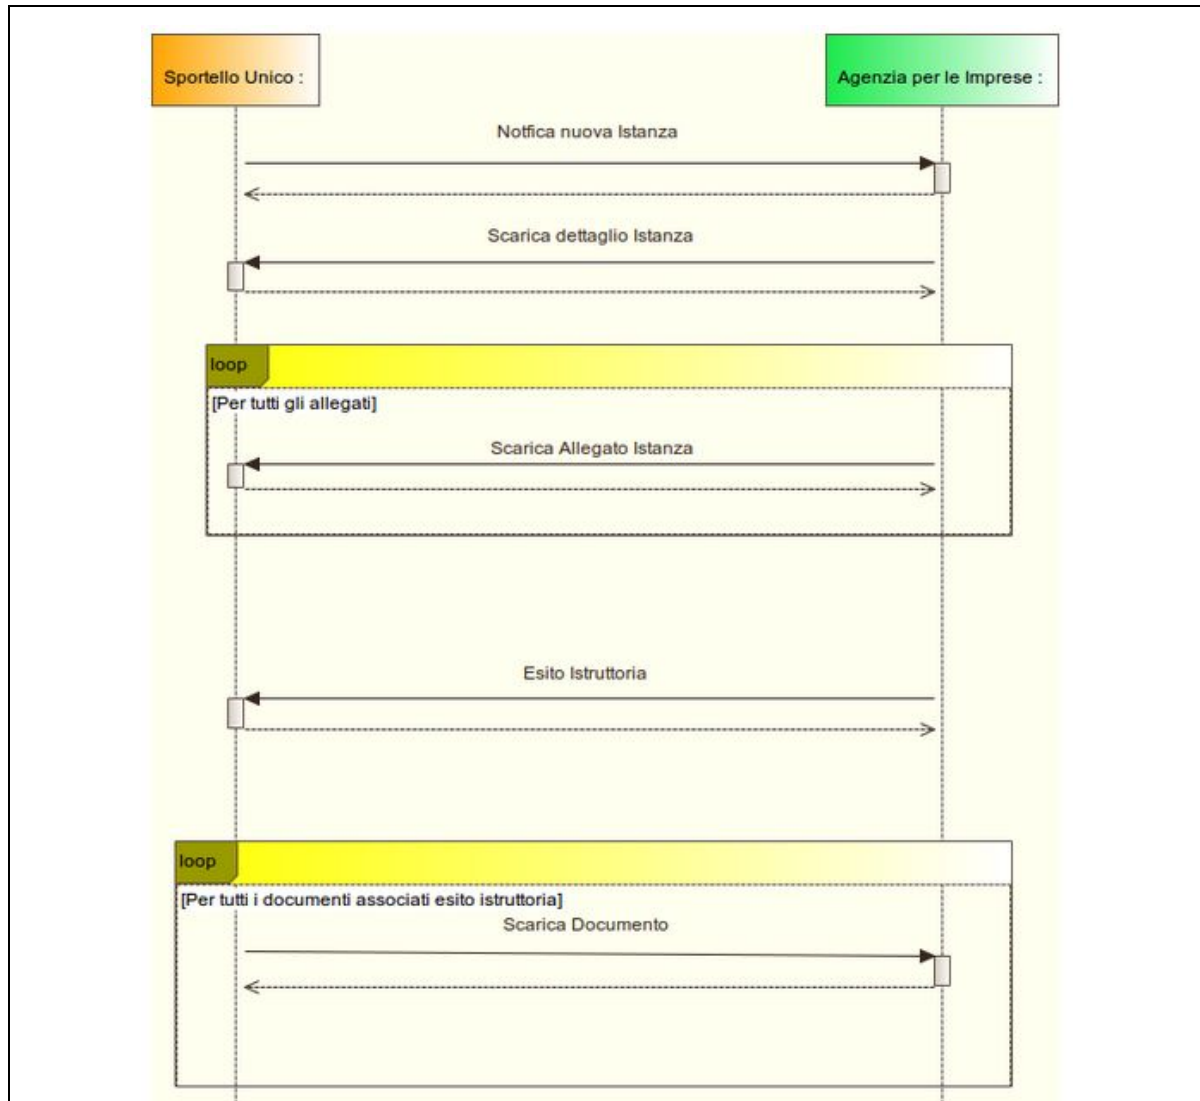 Sportello Unico :
Agenzia per le Imprese :
Notfica nuova Istanza
Scarica dettaglio Istanza
loop
[Per tutti gli allegati]
Scarica Allegato Istanza
Esito Istruttoria
loop
[Per tutti i documenti associati esito istruttoria]
Scarica Documento